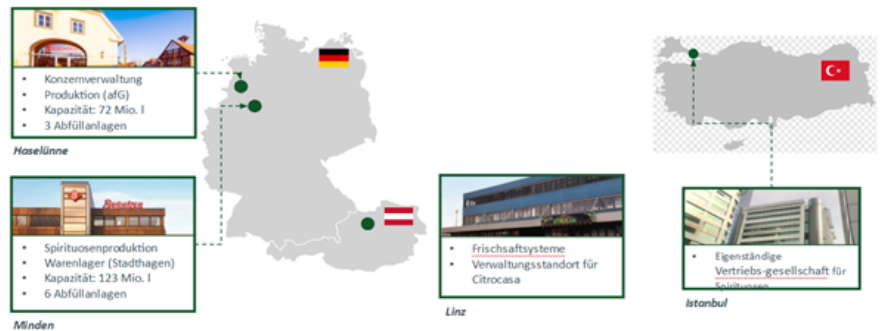 Konzernverwaltung
Produktion (afG)
Kapazität: 72 Mio. l
3 Abfüllanlagen
Haselünne
Spirituosenproduktion
Warenlager (Stadthagen)
Kapazität: 123 Mio. l
6 Abfüllanlagen
Minden
Frischsaftsysteme
Verwaltungsstandort für
Citrocasa
Linz
Eigenständige
Vertriebs-gesellschaft für
Spirituosen
Istanbul